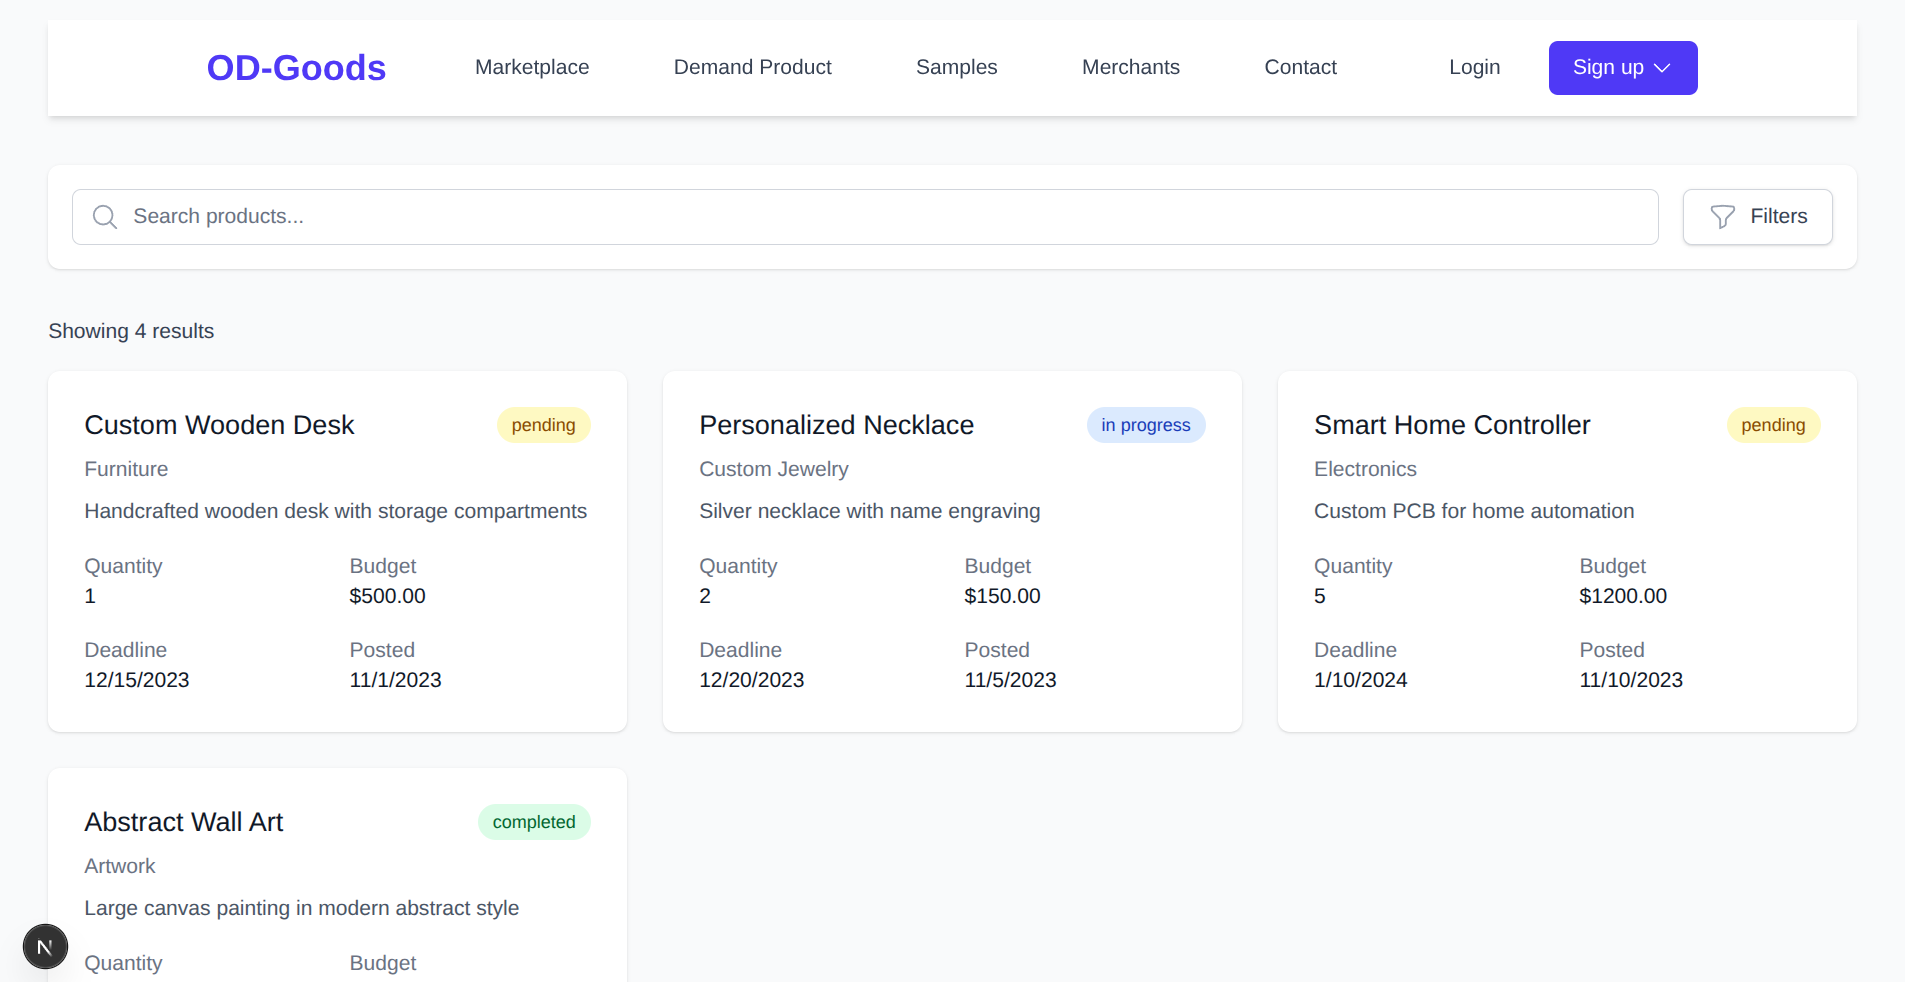 OD-Goods Marketplace Demand Product Samples Merchants Contact Login Sign up
Search products... Filters
Showing 4 results
Custom Wooden Desk pending
Furniture
Handcrafted wooden desk with storage compartments
Quantity Budget
1 $500.00
Deadline Posted
12/15/2023 11/1/2023
Personalized Necklace in progress
Custom Jewelry
Silver necklace with name engraving
Quantity Budget
2 $150.00
Deadline Posted
12/20/2023 11/5/2023
Smart Home Controller pending
Electronics
Custom PCB for home automation
Quantity Budget
5 $1200.00
Deadline Posted
1/10/2024 11/10/2023
Abstract Wall Art completed
Artwork
Large canvas painting in modern abstract style
Quantity Budget
N